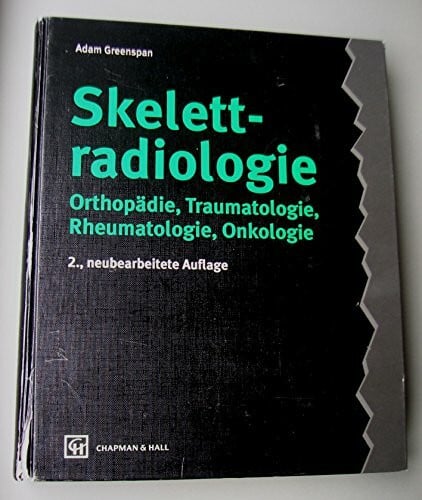 Adam Greenspan
Skelett-
radiologie
Orthopädie, Traumatologie,
Rheumatologie, Onkologie
2., neubearbeitete Auflage
CH
CHAPMAN & HALL